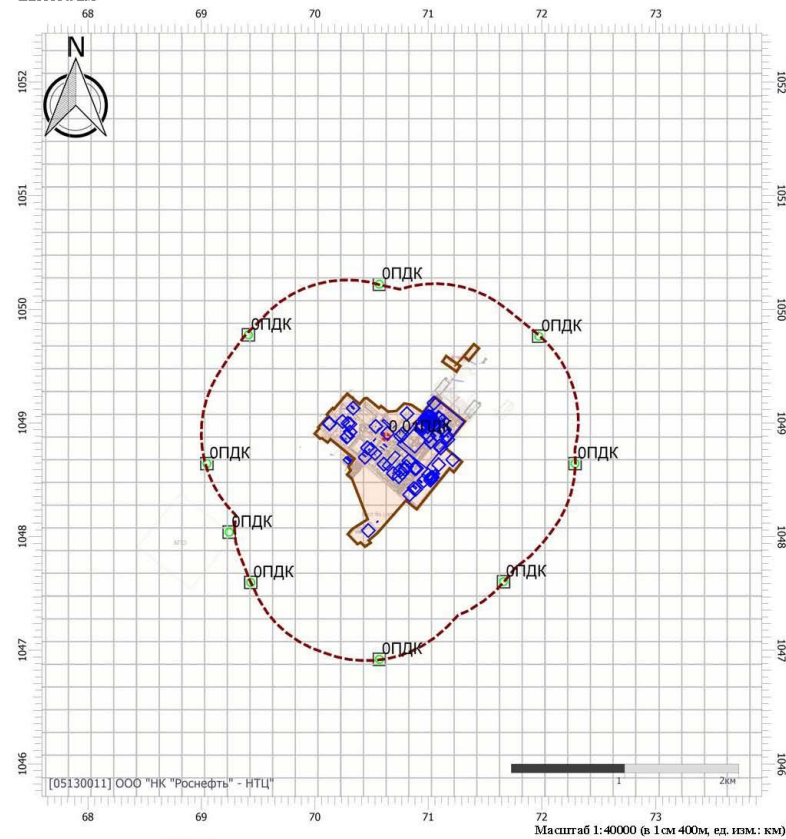 68 69 70 71 72 73
N
1052 1052
1051 1051
0ПДК
1050 1050
0ПДК 0ПДК
1049 0,01ПДК 1049
0ПДК 0ПДК
0ПДК
1048 1048
0ПДК 0ПДК
0ПДК
1047 1047
1046 1046
1 2км
[05130011] ООО "НК "Роснефть" - НТЦ"
68 69 70 71 72 73
Масштаб 1:40000 (в 1см 400м, ед. изм.: км)